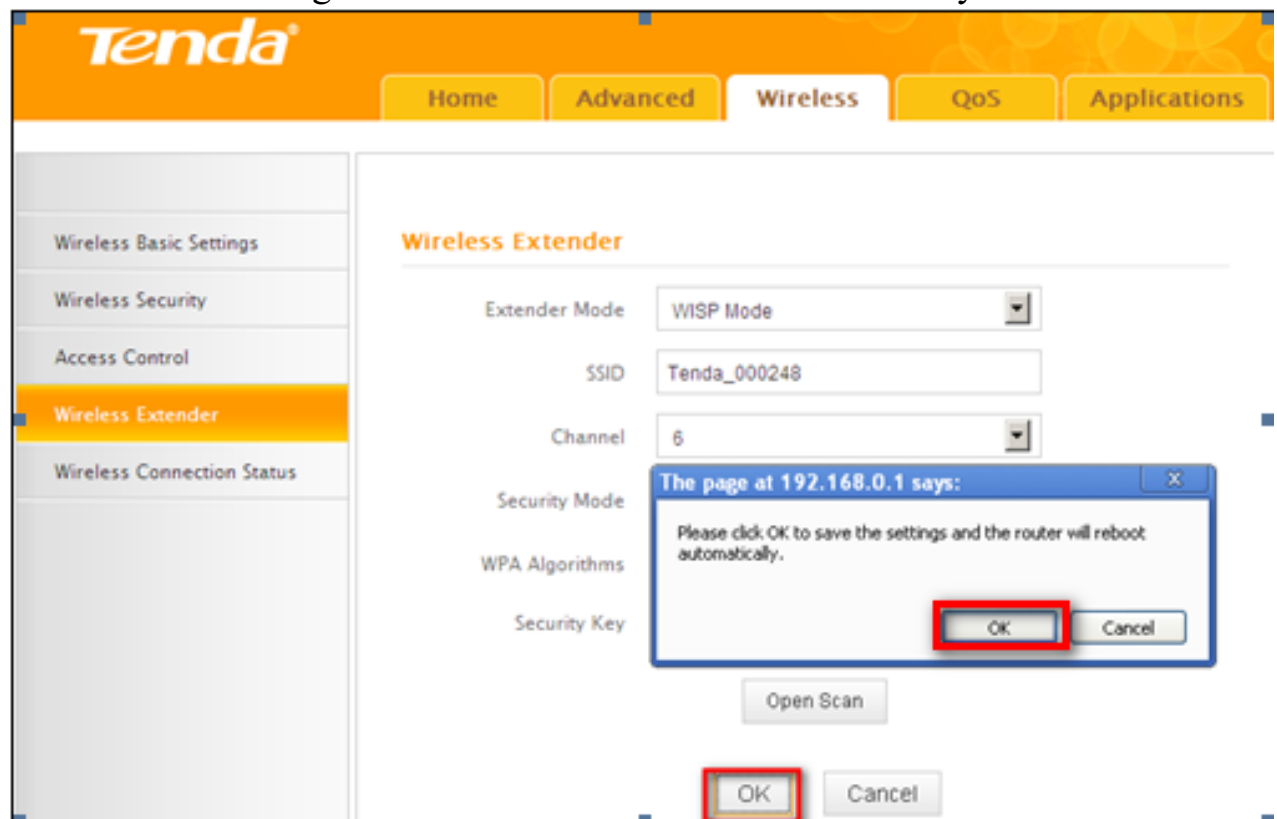 Tenda®
Home Advanced Wireless QoS Applications
Wireless Basic Settings
Wireless Security
Access Control
Wireless Extender
Wireless Connection Status
Wireless Extender
Extender Mode WISP Mode
SSID Tenda_000248
Channel 6
Security Mode
WPA Algorithms
Security Key
The page at 192.168.0.1 says: X
Please click OK to save the settings and the router will reboot
automatically.
OK Cancel
Open Scan
OK Cancel